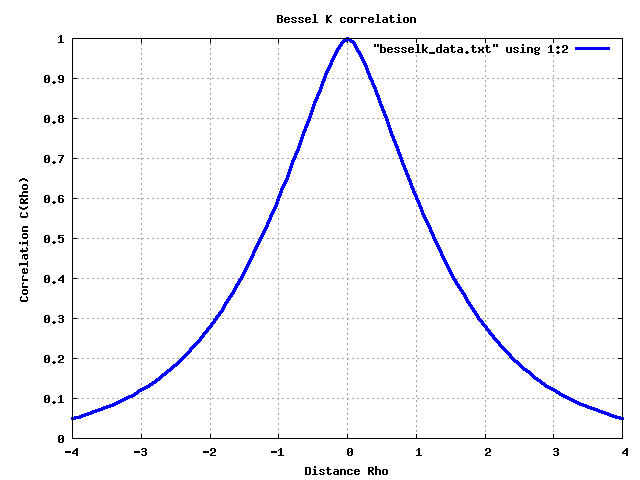 Bessel K correlation
"besselk_data.txt" using 1:2
1
0.9
0.8
0.7
0.6
0.5
0.4
0.3
0.2
0.1
0
Correlation C(Rho)
-4 -3 -2 -1 0 1 2 3 4
Distance Rho